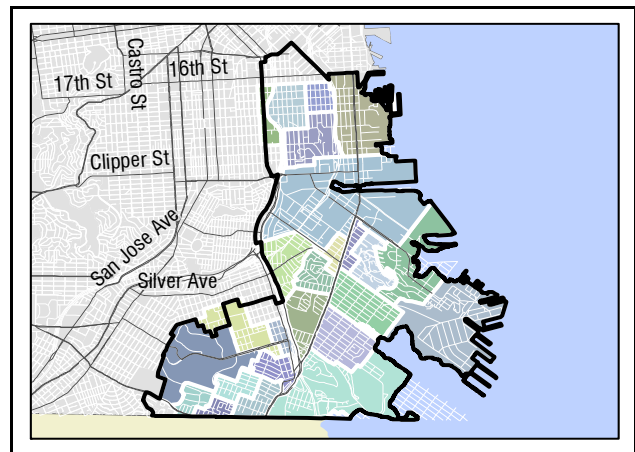 Castro St
16th St
17th St
Clipper St
San Jose Ave
Silver Ave